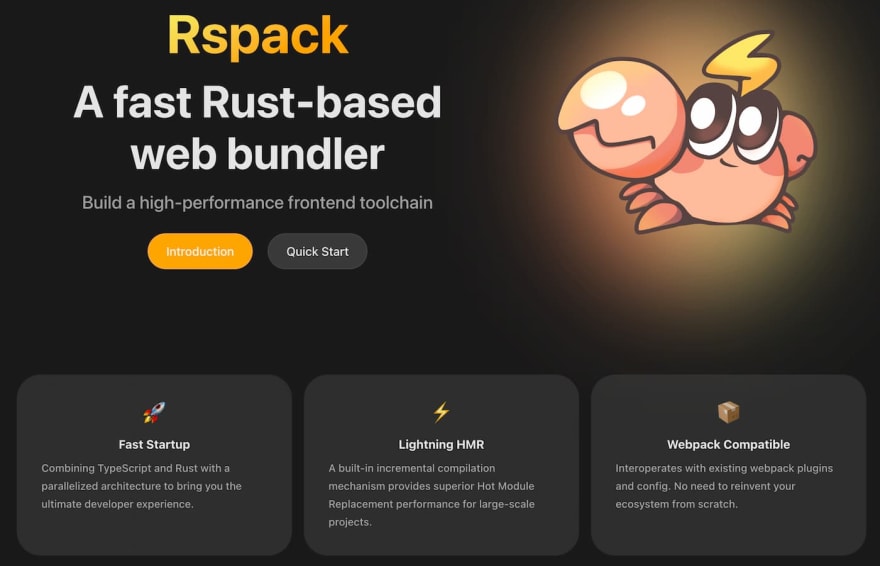 Rspack
A fast Rust-based
web bundler
Build a high-performance frontend toolchain
Introduction
Quick Start
Fast Startup
Combining TypeScript and Rust with a
parallelized architecture to bring you the
ultimate developer experience.
Lightning HMR
A built-in incremental compilation
mechanism provides superior Hot Module
Replacement performance for large-scale
projects.
Webpack Compatible
Interoperates with existing webpack plugins
and config. No need to reinvent your
ecosystem from scratch.